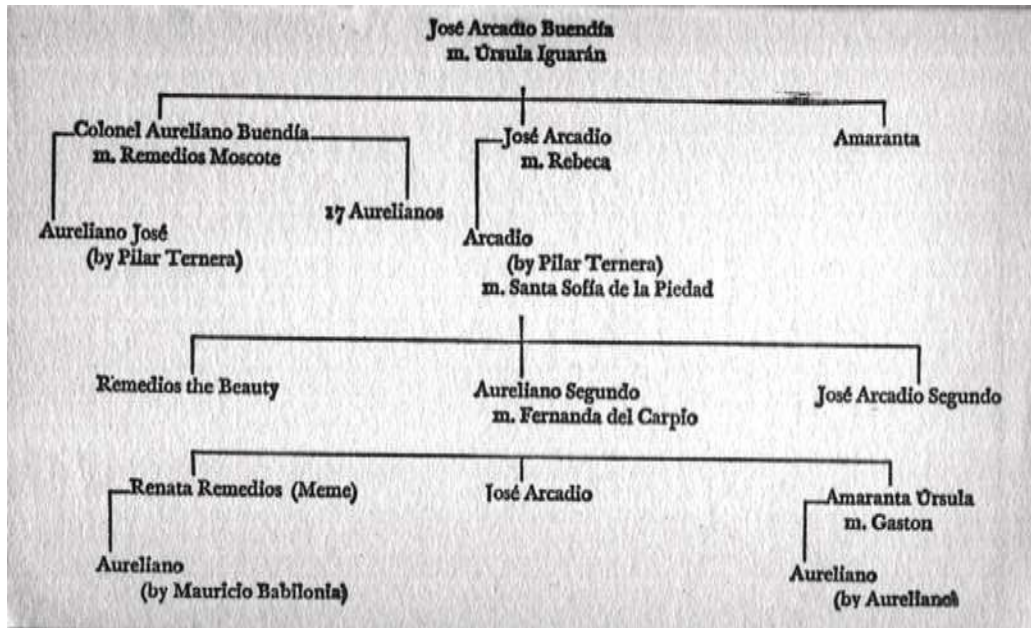 José Arcadio Buendía
m. Úrsula Iguarán
Colonel Aureliano Buendía
m. Remedios Moscote
José Arcadio
m. Rebeca
Amaranta
17 Aurelianos
Aureliano José
(by Pilar Ternera)
Arcadio
(by Pilar Ternera)
m. Santa Sofía de la Piedad
Remedios the Beauty
Aureliano Segundo
m. Fernanda del Carpio
José Arcadio Segundo
Renata Remedios (Meme)
José Arcadio
Amaranta Úrsula
m. Gaston
Aureliano
(by Mauricio Babilonia)
Aureliano
(by Aureliano)